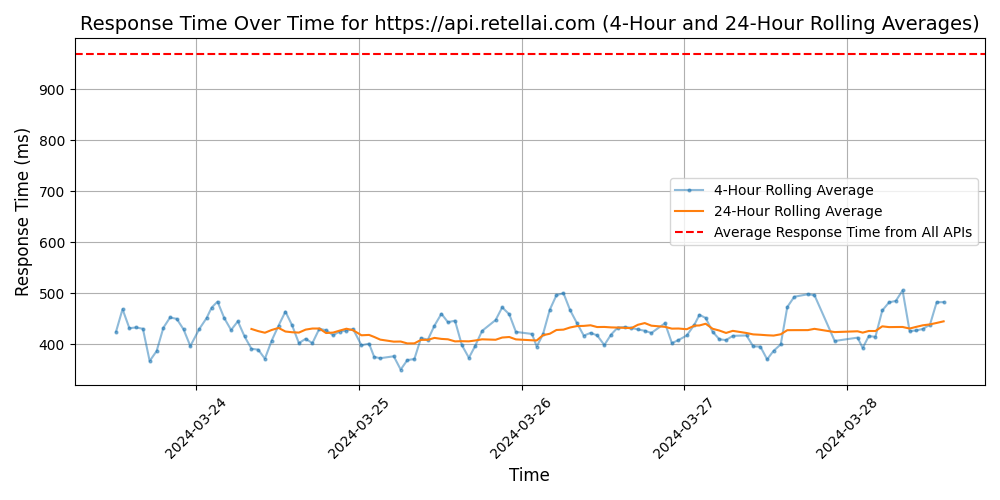 Response Time Over Time for https://api.retellai.com (4-Hour and 24-Hour Rolling Averages)
Response Time (ms)
900
800
700
600
500
400
4-Hour Rolling Average
24-Hour Rolling Average
Average Response Time from All APIs
2024-03-24
2024-03-25
2024-03-26
2024-03-27
2024-03-28
Time